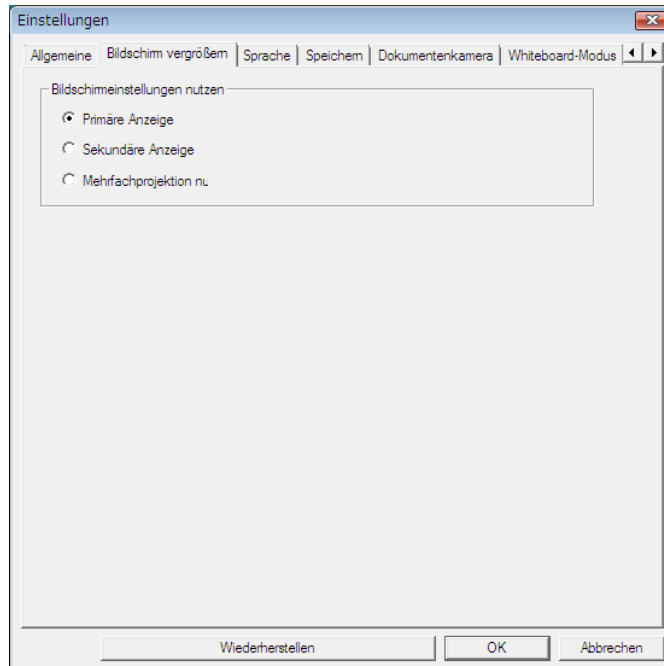 Einstellungen
Allgemeine Bildschirm vergrößern Sprache Speichern Dokumentenkamera Whiteboard-Modus
Bildschirmeinstellungen nutzen
Primäre Anzeige
Sekundäre Anzeige
Mehrfachprojektion nu
Wiederherstellen OK Abbrechen